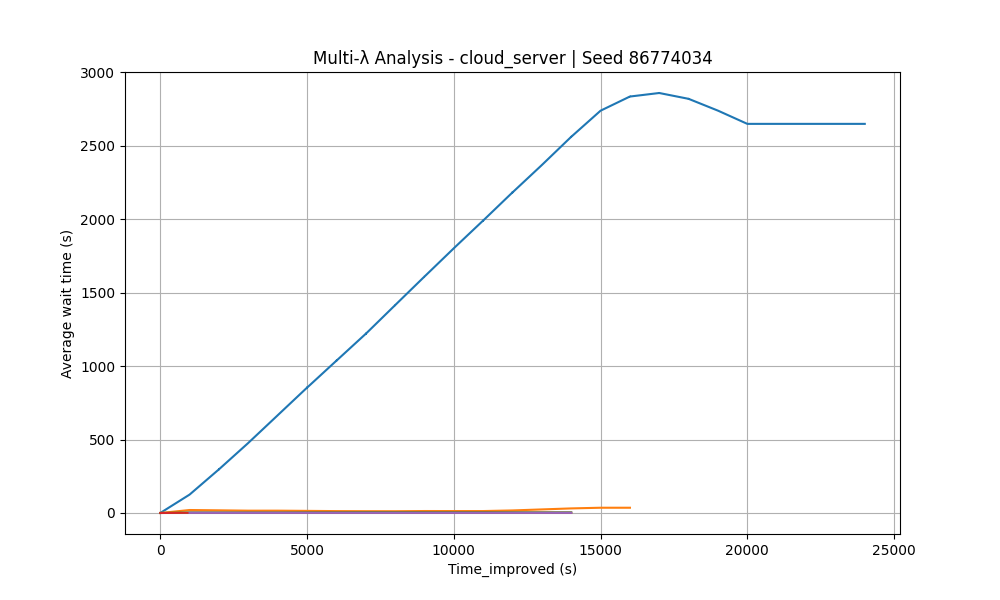 Multi-λ Analysis - cloud_server | Seed 86774034
3000
2500
2000
1500
1000
500
0
Average wait time (s)
0 5000 10000 15000 20000 25000
Time_improved (s)